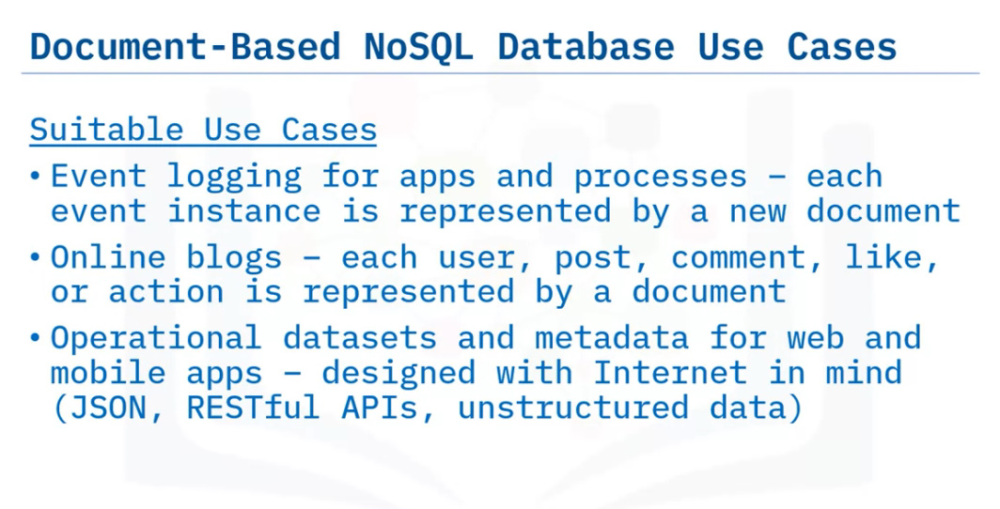 Document-Based NoSQL Database Use Cases
Suitable Use Cases
• Event logging for apps and processes – each
event instance is represented by a new document
• Online blogs – each user, post, comment, like,
or action is represented by a document
• Operational datasets and metadata for web and
mobile apps – designed with Internet in mind
(JSON, RESTful APIs, unstructured data)